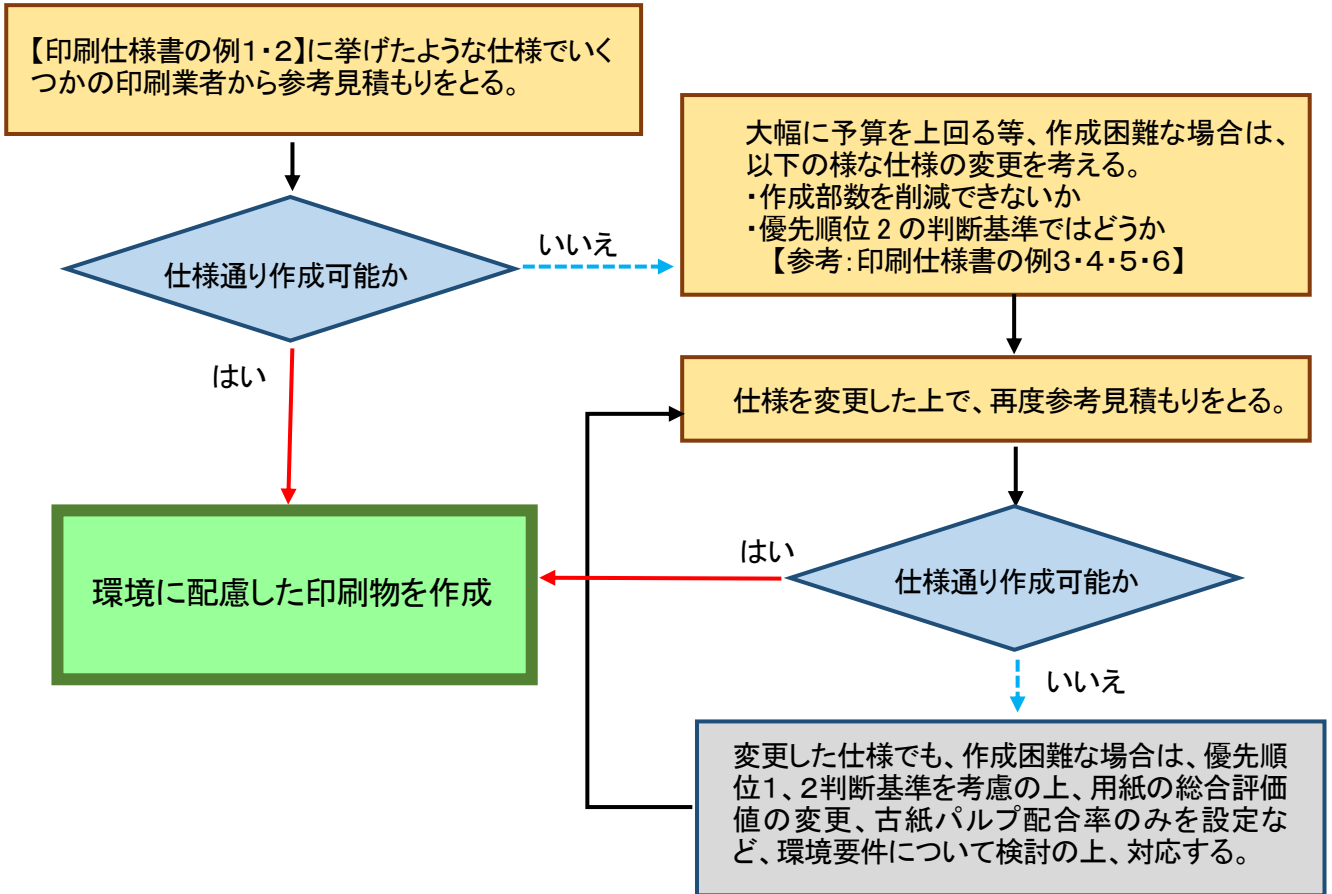 【印刷仕様書の例1・2】に挙げたような仕様でいく
つかの印刷業者から参考見積もりをとる。
大幅に予算を上回る等、作成困難な場合は、
以下の様な仕様の変更を考える。
・作成部数を削減できないか
・優先順位2の判断基準ではどうか
【参考:印刷仕様書の例3・4・5・6】
仕様通り作成可能か
いいえ
はい
仕様を変更した上で、再度参考見積もりをとる。
環境に配慮した印刷物を作成
はい
仕様通り作成可能か
いいえ
変更した仕様でも、作成困難な場合は、優先順
位1、2判断基準を考慮の上、用紙の総合評価
値の変更、古紙パルプ配合率のみを設定な
ど、環境要件について検討の上、対応する。